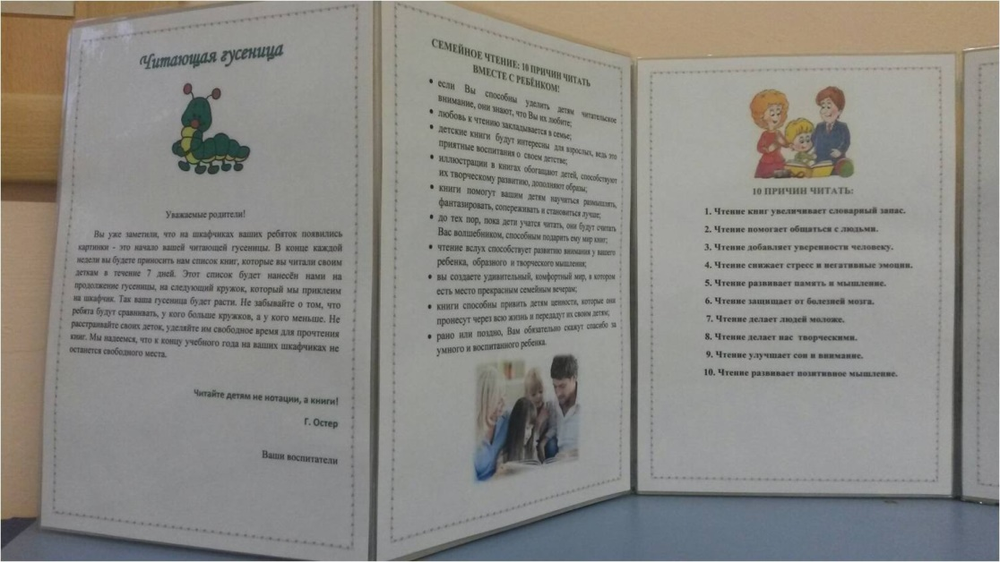 Читающая гусеница
Уважаемые родители!
Вы уже заметили, что на шкафчиках ваших ребяток появились
картинки - это начало вашей читающей гусеницы. В конце каждой
недели вы будете приносить нам список книг, которые вы читали своим
деткам в течение 7 дней. Этот список будет нанесён нами на
продолжение гусеницы, на следующий кружок, который мы приклеим
на шкафчик. Так ваша гусеница будет расти. Не забывайте о том, что
ребята будут сравнивать, у кого больше кружков, а у кого меньше. Не
расстраивайте своих деток, уделяйте им свободное время для прочтения
книг. Мы надеемся, что к концу учебного года на ваших шкафчиках не
останется свободного места.
Читайте детям не нотации, а книги!
Г. Остер
Ваши воспитатели
СЕМЕЙНОЕ ЧТЕНИЕ: 10 ПРИЧИН ЧИТАТЬ
ВМЕСТЕ С РЕБЁНКОМ!
• если Вы способны уделить детям читательское
внимание, они знают, что Вы их любите;
• любовь к чтению закладывается в семье;
• детские книги будут интересны для взрослых, ведь это
приятные воспитания о своем детстве;
• иллюстрации в книгах обогащают детей, способствуют
их творческому развитию, дополняют образы;
• книги помогут вашим детям научиться размышлять,
фантазировать, сопереживать и становиться лучше;
• до тех пор, пока дети учатся читать, они будут считать
Вас волшебником, способным подарить ему мир книг;
• чтение вслух способствует развитию внимания у вашего
ребенка, образного и творческого мышления;
• вы создаете удивительный, комфортный мир, в котором
есть место прекрасным семейным вечерам;
• книги способны привить детям ценности, которые они
пронесут через всю жизнь и передадут их своим детям;
• рано или поздно, Вам обязательно скажут спасибо за
умного и воспитанного ребенка.
10 ПРИЧИН ЧИТАТЬ:
1. Чтение книг увеличивает словарный запас.
2. Чтение помогает общаться с людьми.
3. Чтение добавляет уверенности человеку.
4. Чтение снижает стресс и негативные эмоции.
5. Чтение развивает память и мышление.
6. Чтение защищает от болезней мозга.
7. Чтение делает людей моложе.
8. Чтение делает нас творческими.
9. Чтение улучшает сон и внимание.
10. Чтение развивает позитивное мышление.